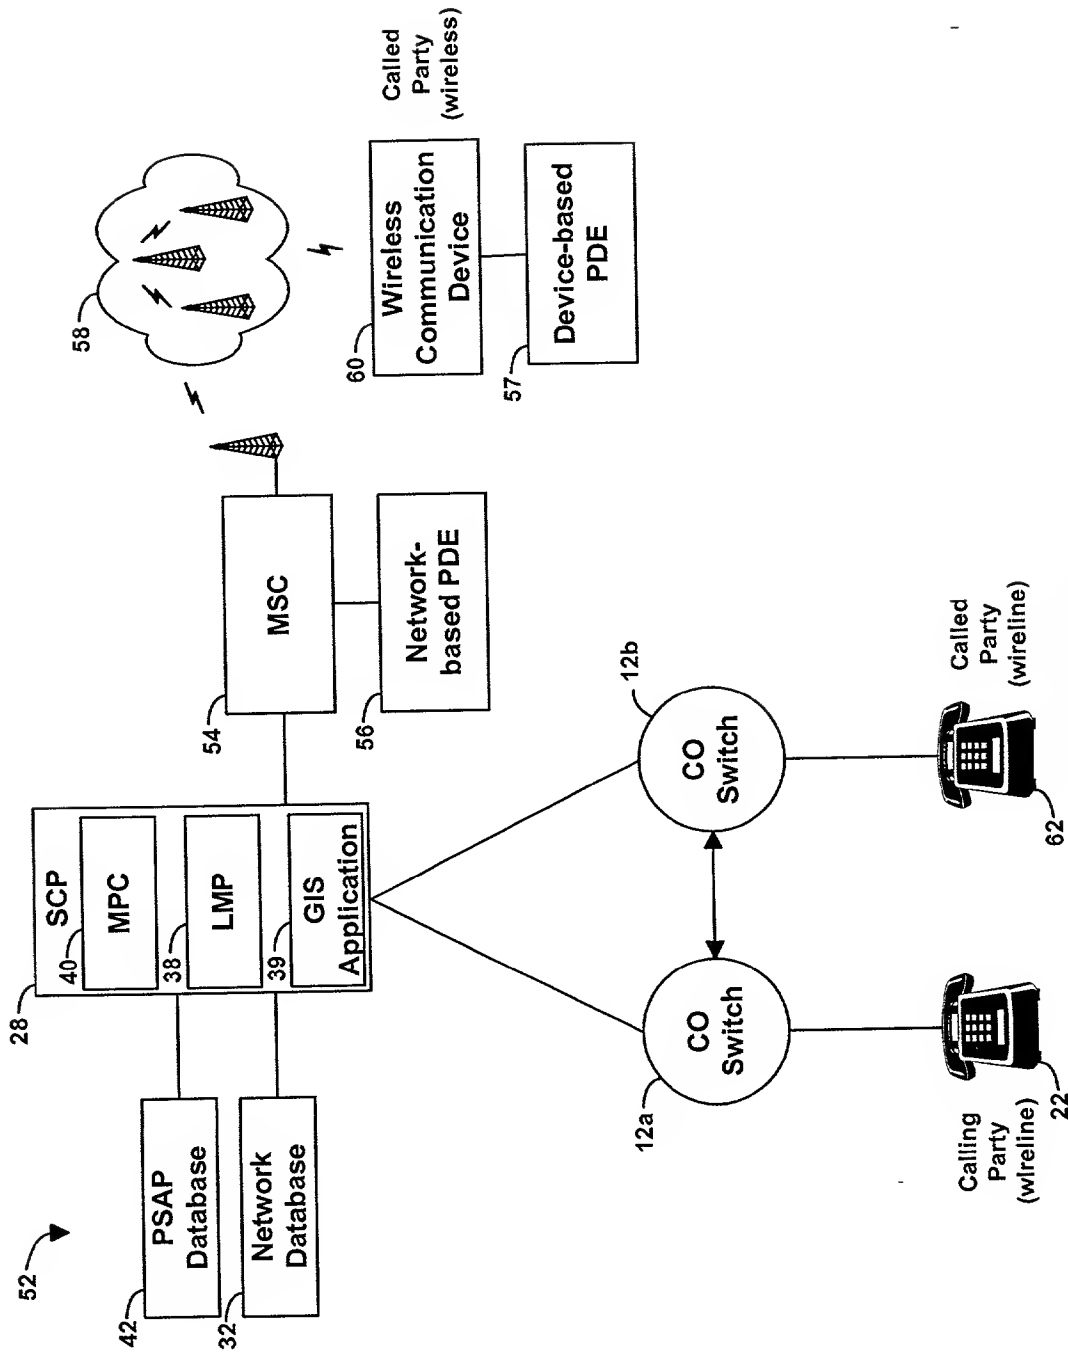 52
42
PSAP
Database
32
Network
Database
28
SCP
40
MPC
38
LMP
39
GIS
Application
54
MSC
56
Network-
based PDE
58
60
Wireless
Communication
Device
Called
Party
(wireless)
57
Device-based
PDE
12a
CO
Switch
12b
CO
Switch
Calling
Party
(wireline)
22
Called
Party
(wireline)
62